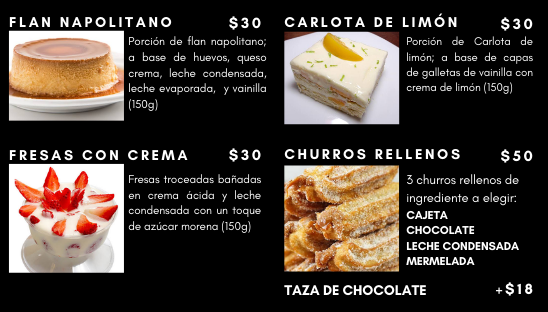 FLAN NAPOLITANO $30
Porción de flan napolitano;
a base de huevos, queso
crema, leche condensada,
leche evaporada, y vainilla
(150g)
CARLOTA DE LIMÓN $30
Porción de Carlota de
limón; a base de capas
de galletas de vainilla con
crema de limón (150g)
FRESAS CON CREMA $30
Fresas troceadas bañadas
en crema ácida y leche
condensada con un toque
de azúcar morena (150g)
CHURROS RELLENOS $50
3 churros rellenos de
ingrediente a elegir:
CAJETA
CHOCOLATE
LECHE CONDENSADA
MERMELADA
TAZA DE CHOCOLATE +$18